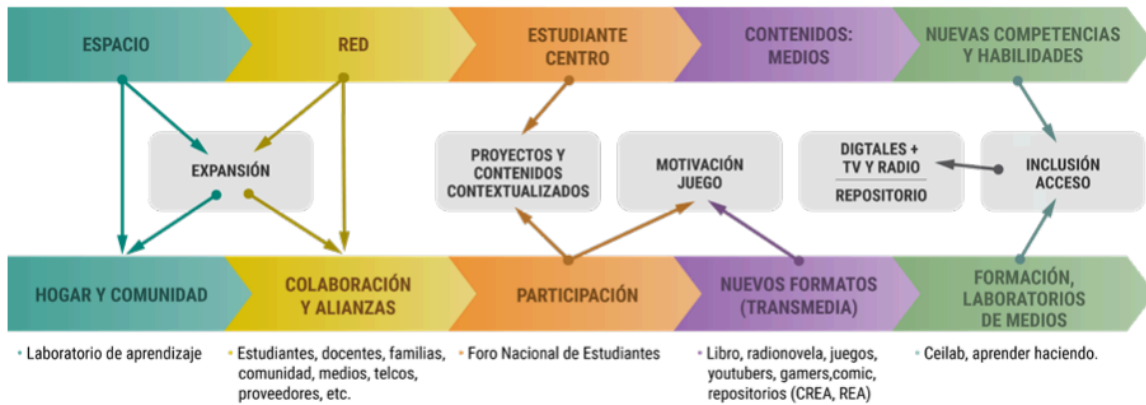 ESPACIO
RED
ESTUDIANTE
CENTRO
CONTENIDOS:
MEDIOS
NUEVAS COMPETENCIAS
Y HABILIDADES
EXPANSIÓN
PROYECTOS Y
CONTENIDOS
CONTEXTUALIZADOS
MOTIVACIÓN
JUEGO
DIGTALES +
TV Y RADIO
REPOSITORIO
INCLUSIÓN
ACCESO
HOGAR Y COMUNIDAD
COLABORACIÓN
Y ALIANZAS
PARTICIPACIÓN
NUEVOS FORMATOS
(TRANSMEDIA)
FORMACIÓN,
LABORATORIOS
DE MEDIOS
• Laboratorio de aprendizaje
• Estudiantes, docentes, familias,
comunidad, medios, telcos,
proveedores, etc.
• Foro Nacional de Estudiantes
• Libro, radionovela, juegos,
youtubers, gamers,comic,
repositorios (CREA, REA)
• Ceilab, aprender haciendo.